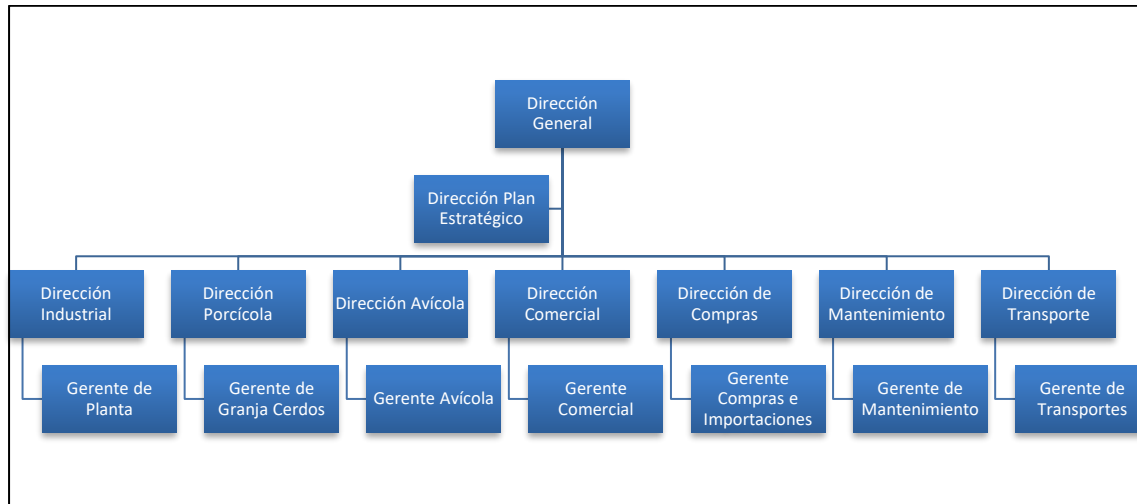 Dirección
General
Dirección Plan
Estratégico
Dirección
Industrial
Dirección
Porcícola
Dirección Avícola
Dirección
Comercial
Dirección de
Compras
Dirección de
Mantenimiento
Dirección de
Transporte
Gerente de
Planta
Gerente de
Granja Cerdos
Gerente Avícola
Gerente
Comercial
Gerente
Compras e
Importaciones
Gerente de
Mantenimiento
Gerente de
Transportes